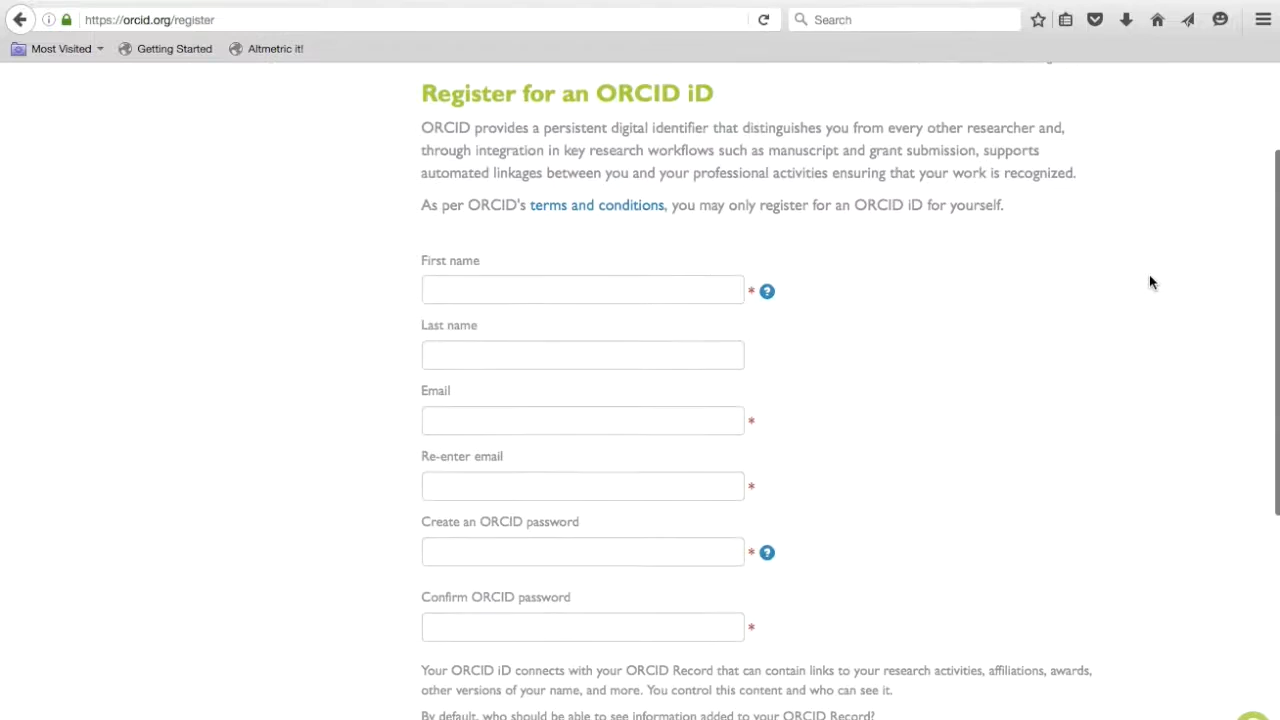 https://orcid.org/register
Search
Most Visited
Getting Started
Altmetric it!
Register for an ORCID iD
ORCID provides a persistent digital identifier that distinguishes you from every other researcher and,
through integration in key research workflows such as manuscript and grant submission, supports
automated linkages between you and your professional activities ensuring that your work is recognized.
As per ORCID's terms and conditions, you may only register for an ORCID iD for yourself.
First name
* ?
Last name
Email
*
Re-enter email
*
Create an ORCID password
* ?
Confirm ORCID password
*
Your ORCID iD connects with your ORCID Record that can contain links to your research activities, affiliations, awards,
other versions of your name, and more. You control this content and who can see it.
By default, who should be able to see information added to your ORCID Record?